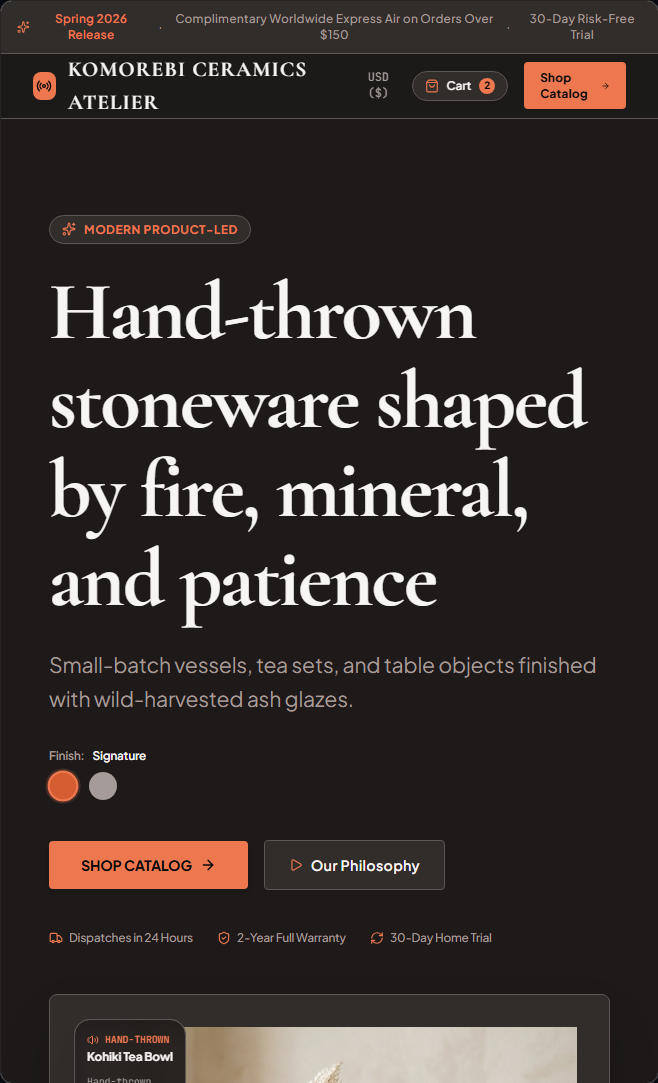 Spring 2026
Release
·
Complimentary Worldwide Express Air on Orders Over
$150
·
30-Day Risk-Free
Trial
KOMOREBI CERAMICS
ATELIER
USD
($)
Cart 2
Shop
Catalog →
MODERN PRODUCT-LED
Hand-thrown
stoneware shaped
by fire, mineral,
and patience
Small-batch vessels, tea sets, and table objects finished
with wild-harvested ash glazes.
Finish: Signature
SHOP CATALOG →
Our Philosophy
Dispatches in 24 Hours
2-Year Full Warranty
30-Day Home Trial
HAND-THROWN
Kohiki Tea Bowl
Hand-thrown